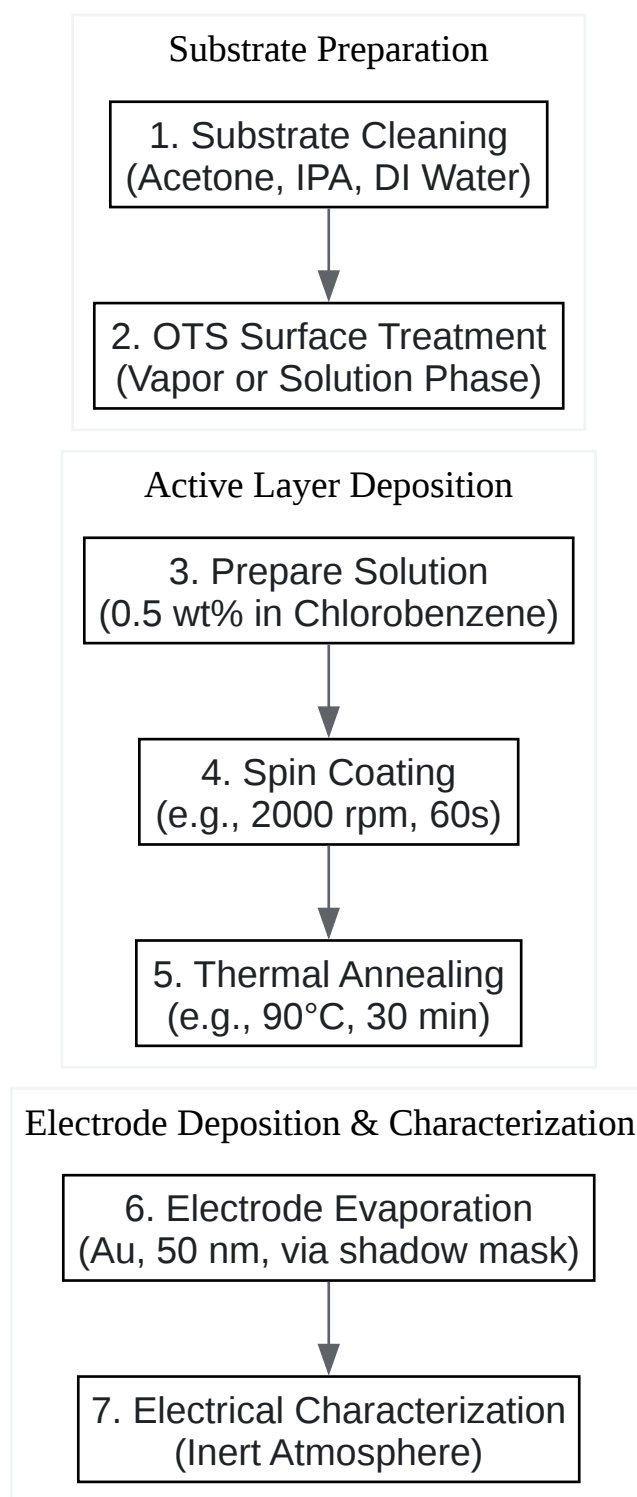 Substrate Preparation
1. Substrate Cleaning
(Acetone, IPA, DI Water)
2. OTS Surface Treatment
(Vapor or Solution Phase)
Active Layer Deposition
3. Prepare Solution
(0.5 wt% in Chlorobenzene)
4. Spin Coating
(e.g., 2000 rpm, 60s)
5. Thermal Annealing
(e.g., 90°C, 30 min)
Electrode Deposition & Characterization
6. Electrode Evaporation
(Au, 50 nm, via shadow mask)
7. Electrical Characterization
(Inert Atmosphere)